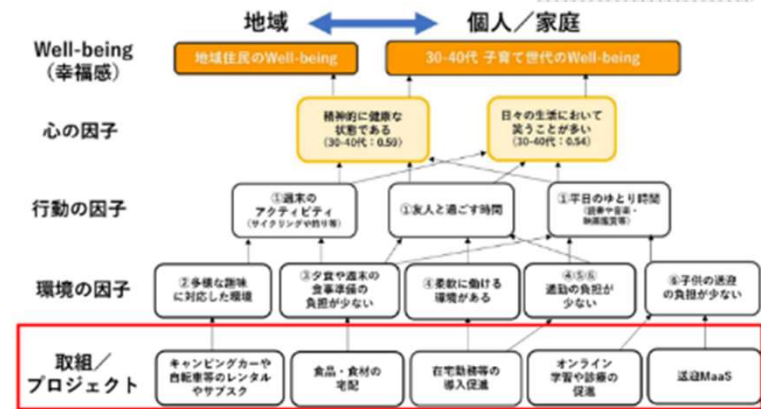 地域
個人／家庭
Well-being
（幸福感）
地域住民のWell-being
30-40代 子育て世代のWell-being
心の因子
精神的に健康な
状態である
（30-40代：0.59）
日々の生活において
笑うことが多い
（30-40代：0.54）
行動の因子
①週末の
アクティビティ
（サイクリングや釣り等）
①友人と過ごす時間
①平日のゆとり時間
（読書や音楽・
映画鑑賞等）
環境の因子
②多様な趣味
に対応した環境
③夕食や週末の
食事準備の
負担が少ない
④柔軟に働ける
環境がある
④⑤⑥
通勤の負担が
少ない
⑥子供の送迎
の負担が少ない
取組／
プロジェクト
キャンピングカーや
自転車等のレンタル
やサブスク
食品・食材の
宅配
在宅勤務等の
導入促進
オンライン
学習や診療の
促進
送迎MaaS